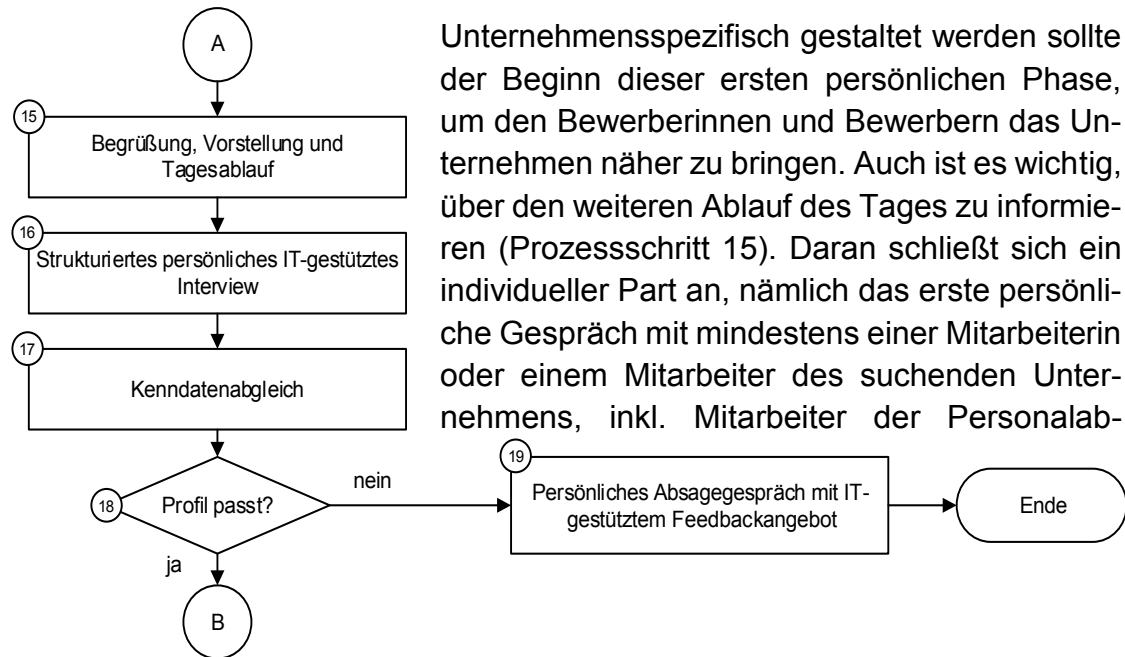 A
15
Begrüßung, Vorstellung und
Tagesablauf
16
Strukturiertes persönliches IT-gestütztes
Interview
17
Kenndatenabgleich
18
Profil passt?
nein
ja
19
Persönliches Absagegespräch mit IT-
gestütztem Feedbackangebot
Ende
B
Unternehmensspezifisch gestaltet werden sollte
der Beginn dieser ersten persönlichen Phase,
um den Bewerberinnen und Bewerbern das Un-
ternehmen näher zu bringen. Auch ist es wichtig,
über den weiteren Ablauf des Tages zu informie-
ren (Prozessschritt 15). Daran schließt sich ein
individueller Part an, nämlich das erste persönli-
che Gespräch mit mindestens einer Mitarbeiterin
oder einem Mitarbeiter des suchenden Unter-
nehmens, inkl. Mitarbeiter der Personalab-